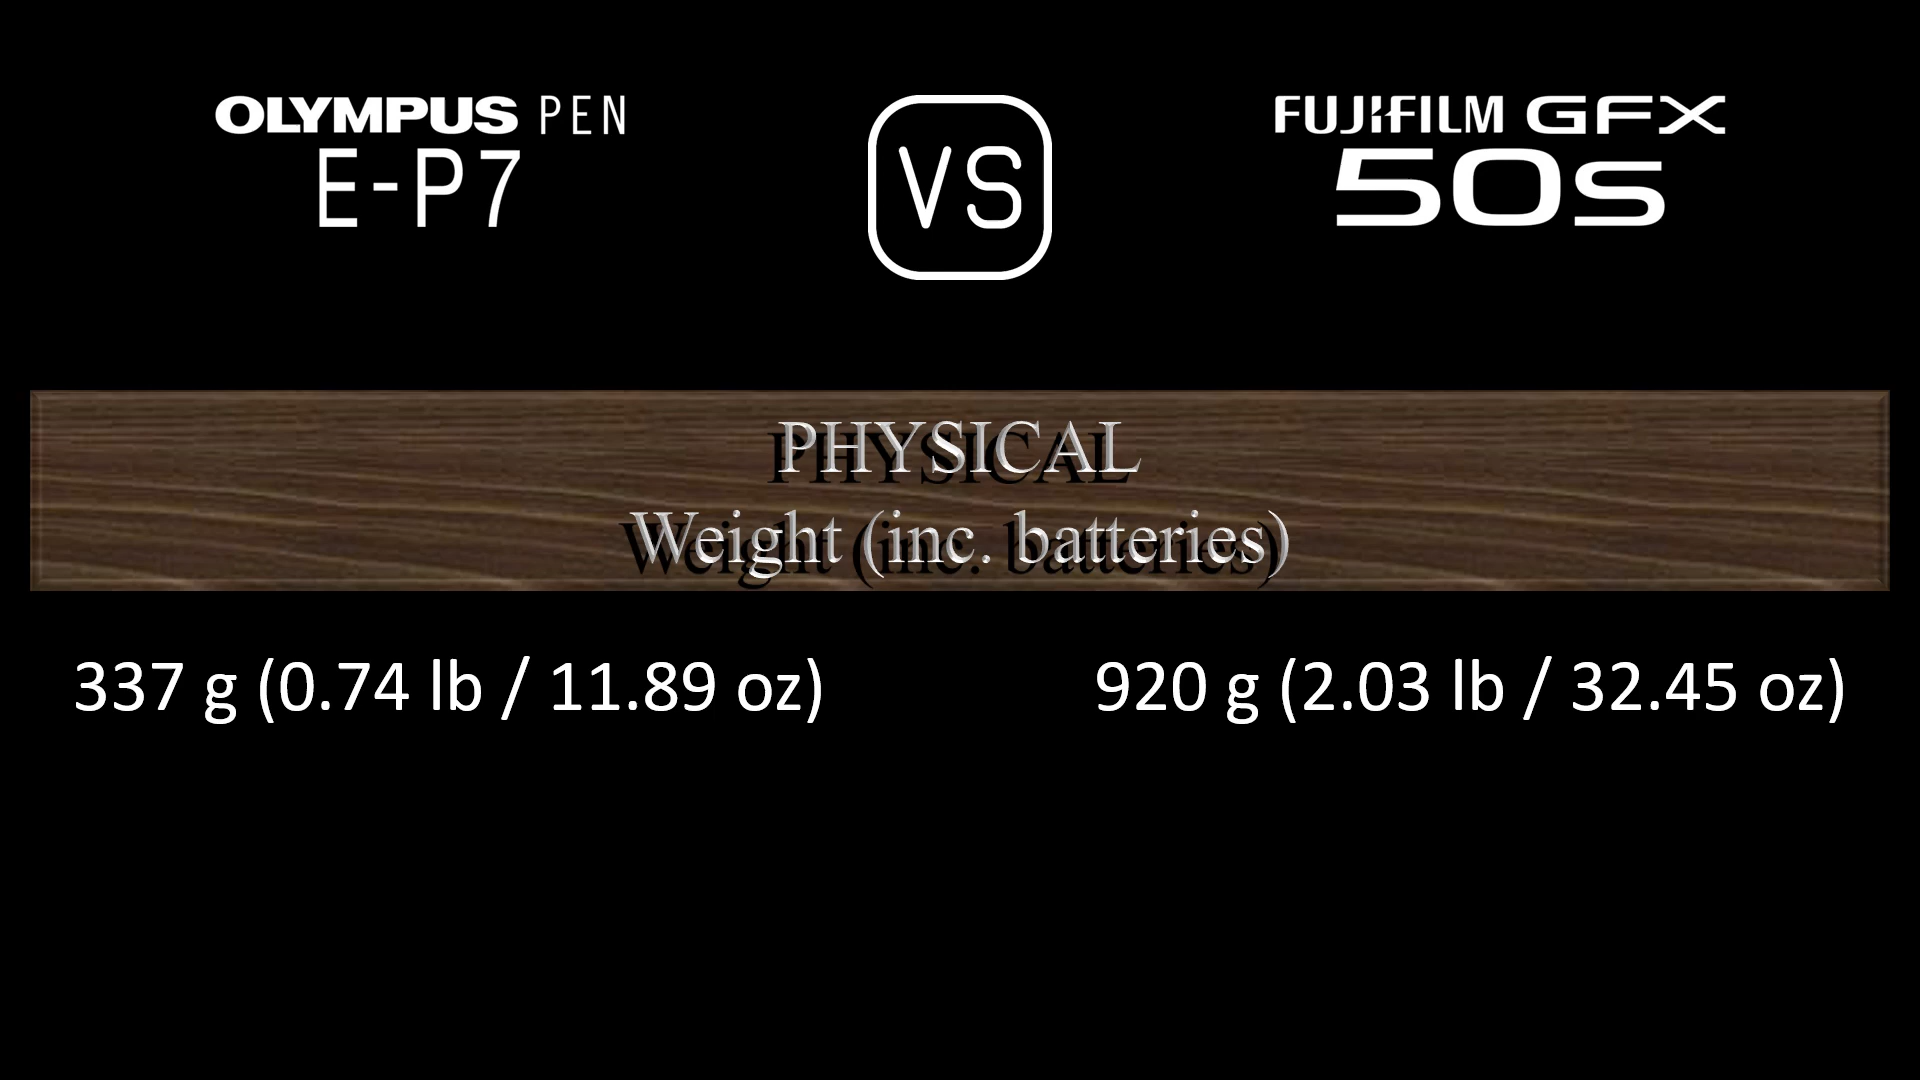 OLYMPUS PEN
E-P7
VS
FUJIFILM GFX
50S
PHYSICAL
Weight (inc. batteries)
337 g (0.74 lb / 11.89 oz)
920 g (2.03 lb / 32.45 oz)